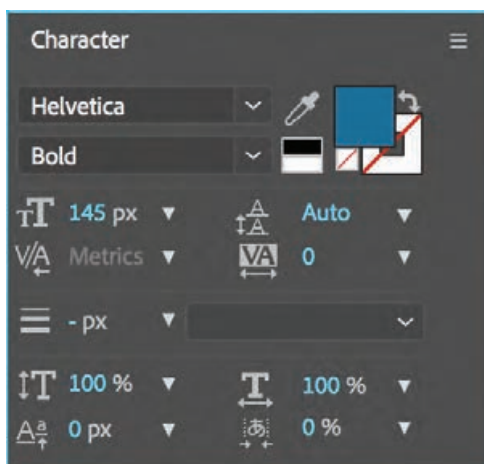 Character
Helvetica
Bold
145 px Auto
Metrics 0
- px
100 % 100 %
0 px 0 %